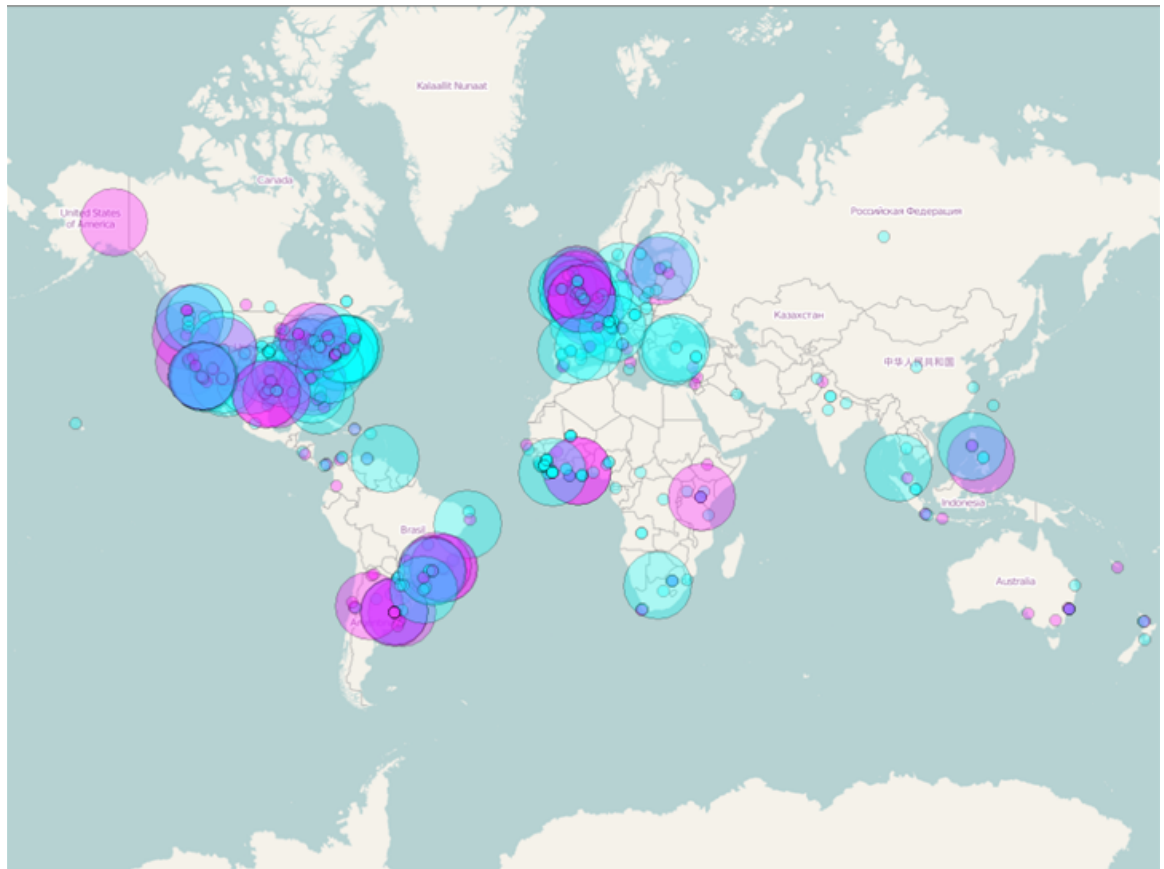 Kalaallit Nunaat
Canada
United States
of America
Российская Федерация
Казахстан
中华人民共和国
Brasil
Indonesia
Australia